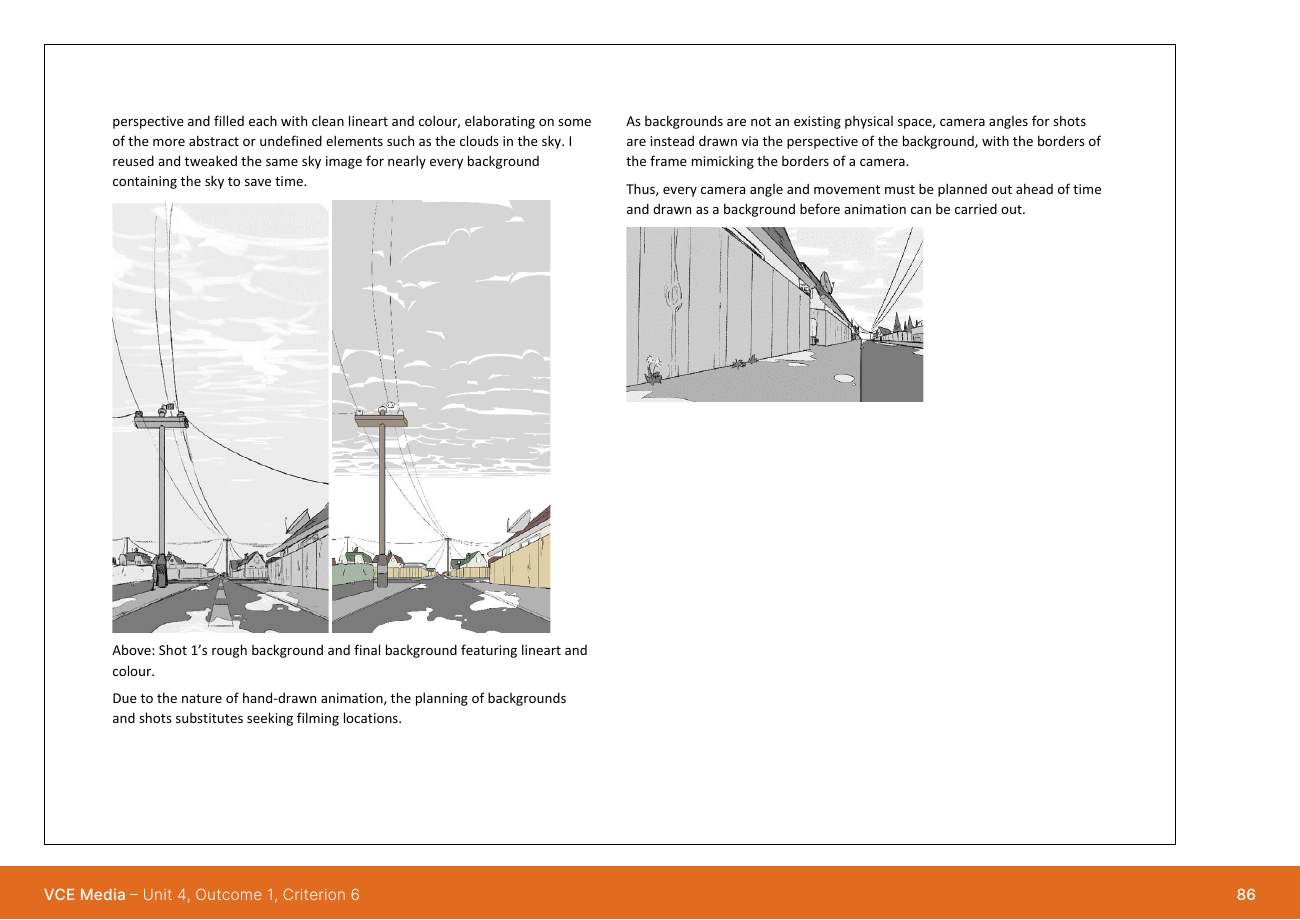 perspective and filled each with clean lineart and colour, elaborating on some
of the more abstract or undefined elements such as the clouds in the sky. I
reused and tweaked the same sky image for nearly every background
containing the sky to save time.
Above: Shot 1’s rough background and final background featuring lineart and
colour.
Due to the nature of hand-drawn animation, the planning of backgrounds
and shots substitutes seeking filming locations.
As backgrounds are not an existing physical space, camera angles for shots
are instead drawn via the perspective of the background, with the borders of
the frame mimicking the borders of a camera.
Thus, every camera angle and movement must be planned out ahead of time
and drawn as a background before animation can be carried out.
VCE Media – Unit 4, Outcome 1, Criterion 6
86